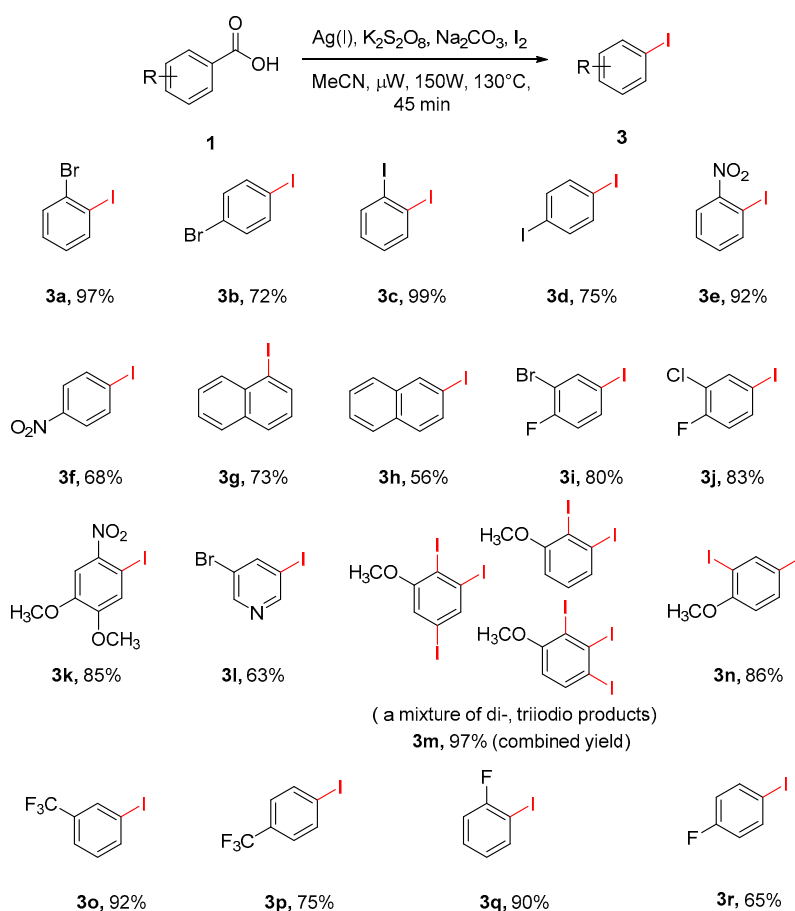 O
OH
R
1
Ag(I), K2S2O8, Na2CO3, I2
MeCN, µW, 150W, 130°C,
45 min
I
R
3
Br
I
3a, 97%
I
Br
3b, 72%
I
I
3c, 99%
I
I
3d, 75%
NO2
I
3e, 92%
I
O2N
3f, 68%
I
3g, 73%
I
3h, 56%
Br
I
F
3i, 80%
Cl
I
F
3j, 83%
NO2
I
H3CO
OCH3
3k, 85%
Br
I
N
3l, 63%
I
H3CO
I
I
I
H3CO
I
I
H3CO
I
I
( a mixture of di-, triiodio products)
3m, 97% (combined yield)
I
I
H3CO
3n, 86%
F3C
I
3o, 92%
I
F3C
3p, 75%
F
I
3q, 90%
I
F
3r, 65%